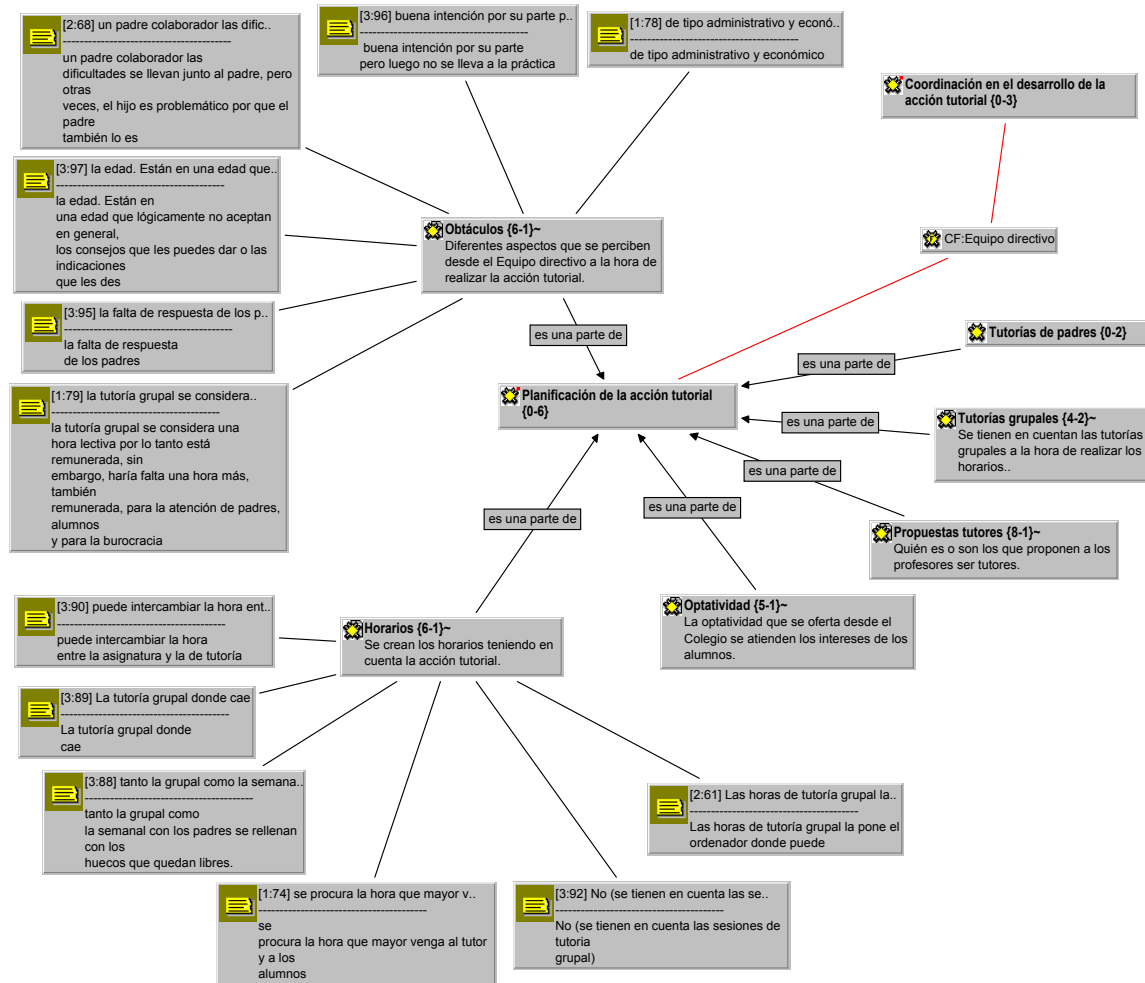 [2:68] un padre colaborador las dific..
----------------------------------------
un padre colaborador las
dificultades se llevan junto al padre, pero
otras
veces, el hijo es problemático por que el
padre
también lo es
[3:96] buena intención por su parte p..
----------------------------------------
buena intención por su parte
pero luego no se lleva a la práctica
[1:78] de tipo administrativo y econó..
----------------------------------------
de tipo administrativo y económico
Coordinación en el desarrollo de la
acción tutorial {0-3}
[3:97] la edad. Están en una edad que..
----------------------------------------
la edad. Están en
una edad que lógicamente no aceptan
en general,
los consejos que les puedes dar o las
indicaciones
que les des
Obtáculos {6-1}~
Diferentes aspectos que se perciben
desde el Equipo directivo a la hora de
realizar la acción tutorial.
CF:Equipo directivo
[3:95] la falta de respuesta de los p..
----------------------------------------
la falta de respuesta
de los padres
es una parte de
Tutorías de padres {0-2}
es una parte de
[1:79] la tutoría grupal se considera..
----------------------------------------
la tutoría grupal se considera una
hora lectiva por lo tanto está
remunerada, sin
embargo, haría falta una hora más,
también
remunerada, para la atención de padres,
alumnos
y para la burocracia
Planificación de la acción tutorial
{0-6}
es una parte de
Tutorías grupales {4-2}~
Se tienen en cuentan las tutorías
grupales a la hora de realizar los
horarios..
es una parte de
es una parte de
es una parte de
Propuestas tutores {8-1}~
Quién es o son los que proponen a los
profesores ser tutores.
[3:90] puede intercambiar la hora ent..
----------------------------------------
puede intercambiar la hora
entre la asignatura y la de tutoría
Horarios {6-1}~
Se crean los horarios teniendo en
cuenta la acción tutorial.
Optatividad {5-1}~
La optatividad que se oferta desde el
Colegio se atienden los intereses de los
alumnos.
[3:89] La tutoría grupal donde cae
----------------------------------------
La tutoría grupal donde
cae
[3:88] tanto la grupal como la semana..
----------------------------------------
tanto la grupal como
la semanal con los padres se rellenan
con los
huecos que quedan libres.
[2:61] Las horas de tutoría grupal la..
----------------------------------------
Las horas de tutoría grupal la pone el
ordenador donde puede
[1:74] se procura la hora que mayor v..
----------------------------------------
se
procura la hora que mayor venga al tutor
y a los
alumnos
[3:92] No (se tienen en cuenta las se..
----------------------------------------
No (se tienen en cuenta las sesiones de
tutoria
grupal)